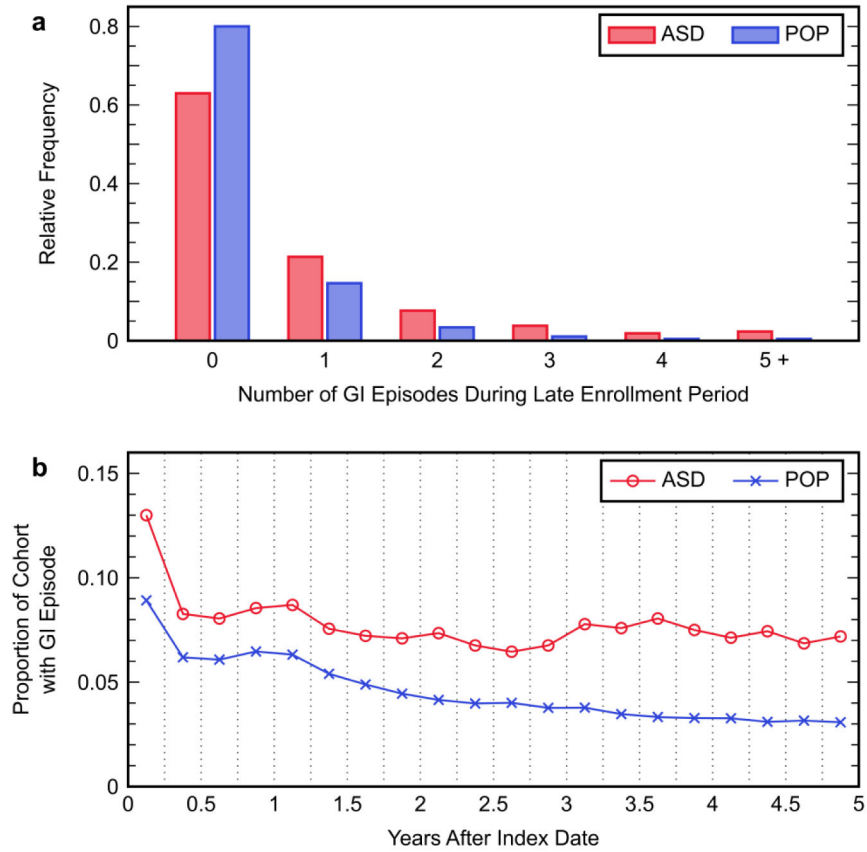 a
ASD POP
0.8
0.6
0.4
0.2
0
Relative Frequency
0 1 2 3 4 5 +
Number of GI Episodes During Late Enrollment Period
b
ASD POP
0.15
0.10
0.05
0
Proportion of Cohort
with GI Episode
0 0.5 1 1.5 2 2.5 3 3.5 4 4.5 5
Years After Index Date